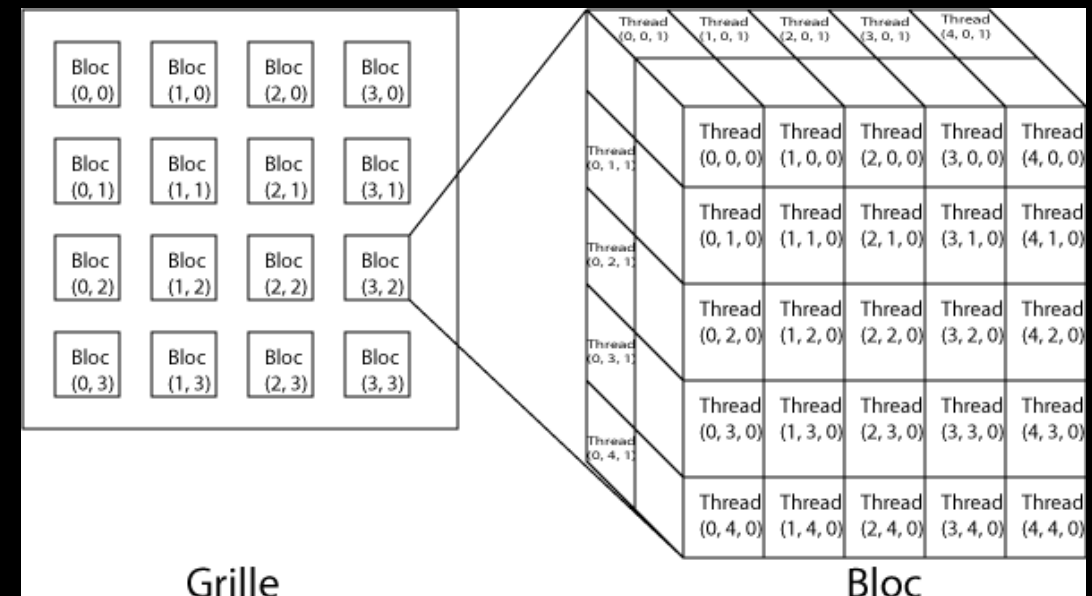 Bloc
(0, 0)
Bloc
(1, 0)
Bloc
(2, 0)
Bloc
(3, 0)
Bloc
(0, 1)
Bloc
(1, 1)
Bloc
(2, 1)
Bloc
(3, 1)
Bloc
(0, 2)
Bloc
(1, 2)
Bloc
(2, 2)
Bloc
(3, 2)
Bloc
(0, 3)
Bloc
(1, 3)
Bloc
(2, 3)
Bloc
(3, 3)
Grille
Thread
(0, 0, 1)
Thread
(1, 0, 1)
Thread
(2, 0, 1)
Thread
(3, 0, 1)
Thread
(4, 0, 1)
Thread
(0, 1, 1)
Thread
(0, 2, 1)
Thread
(0, 3, 1)
Thread
(0, 4, 1)
Thread
(0, 0, 0)
Thread
(1, 0, 0)
Thread
(2, 0, 0)
Thread
(3, 0, 0)
Thread
(4, 0, 0)
Thread
(0, 1, 0)
Thread
(1, 1, 0)
Thread
(2, 1, 0)
Thread
(3, 1, 0)
Thread
(4, 1, 0)
Thread
(0, 2, 0)
Thread
(1, 2, 0)
Thread
(2, 2, 0)
Thread
(3, 2, 0)
Thread
(4, 2, 0)
Thread
(0, 3, 0)
Thread
(1, 3, 0)
Thread
(2, 3, 0)
Thread
(3, 3, 0)
Thread
(4, 3, 0)
Thread
(0, 4, 0)
Thread
(1, 4, 0)
Thread
(2, 4, 0)
Thread
(3, 4, 0)
Thread
(4, 4, 0)
Bloc